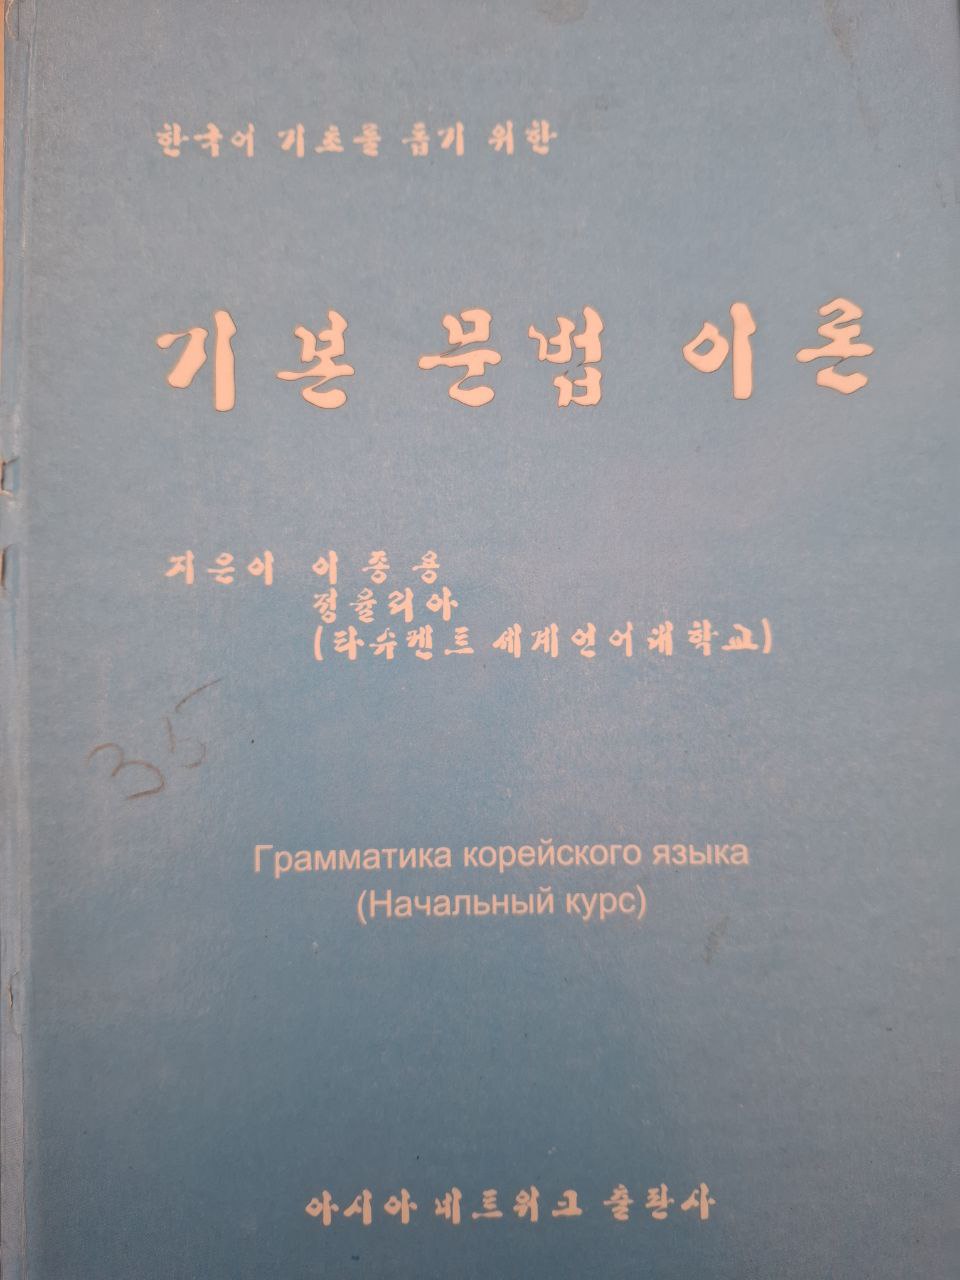 한국어 기초를 돕기 위한
기본 문법 이론
지은이 이종용
정율리아
(타슈켄트 세계언어대학교)
35
Грамматика корейского языка
(Начальный курс)
아시아 네트워크 출판사